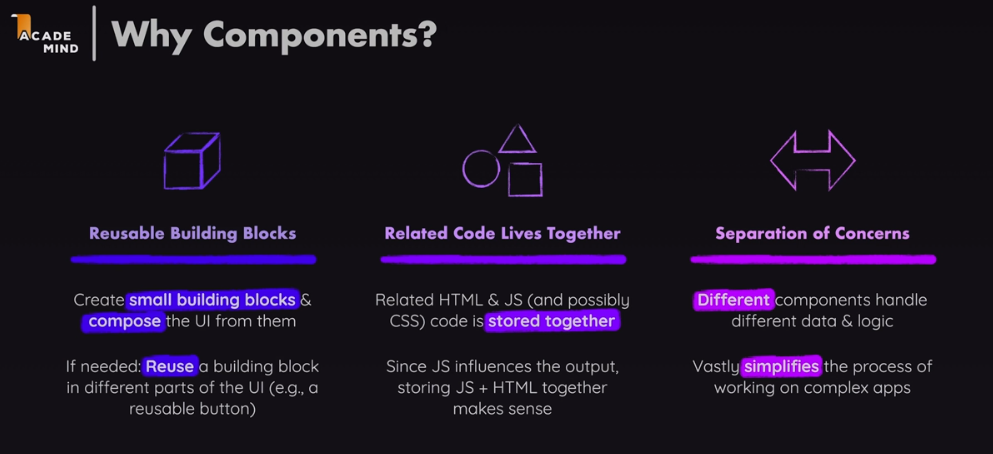 ACADE
MIND
Why Components?
Reusable Building Blocks
Create small building blocks &
compose the UI from them
If needed: Reuse a building block
in different parts of the UI (e.g., a
reusable button)
Related Code Lives Together
Related HTML & JS (and possibly
CSS) code is stored together
Since JS influences the output,
storing JS + HTML together
makes sense
Separation of Concerns
Different components handle
different data & logic
Vastly simplifies the process of
working on complex apps